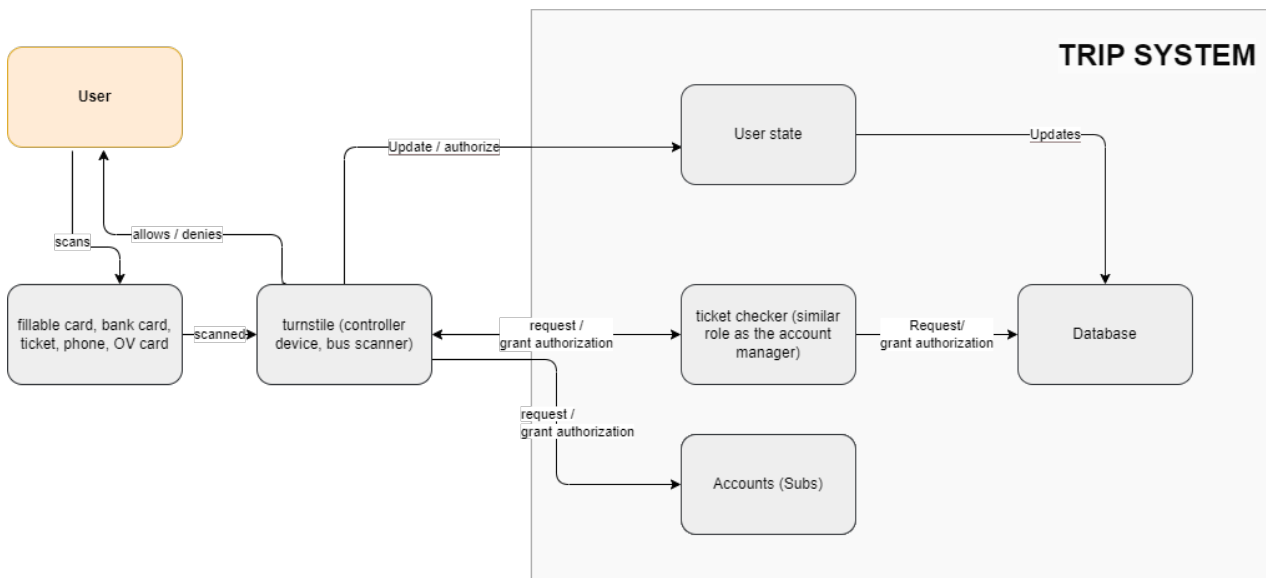 TRIP SYSTEM
User
User state
Update / authorize
Updates
allows / denies
scans
fillable card, bank card,
ticket, phone, OV card
scanned
turnstile (controller
device, bus scanner)
request /
grant authorization
ticket checker (similar
role as the account
manager)
Request/
grant authorization
Database
request /
grant authorization
Accounts (Subs)